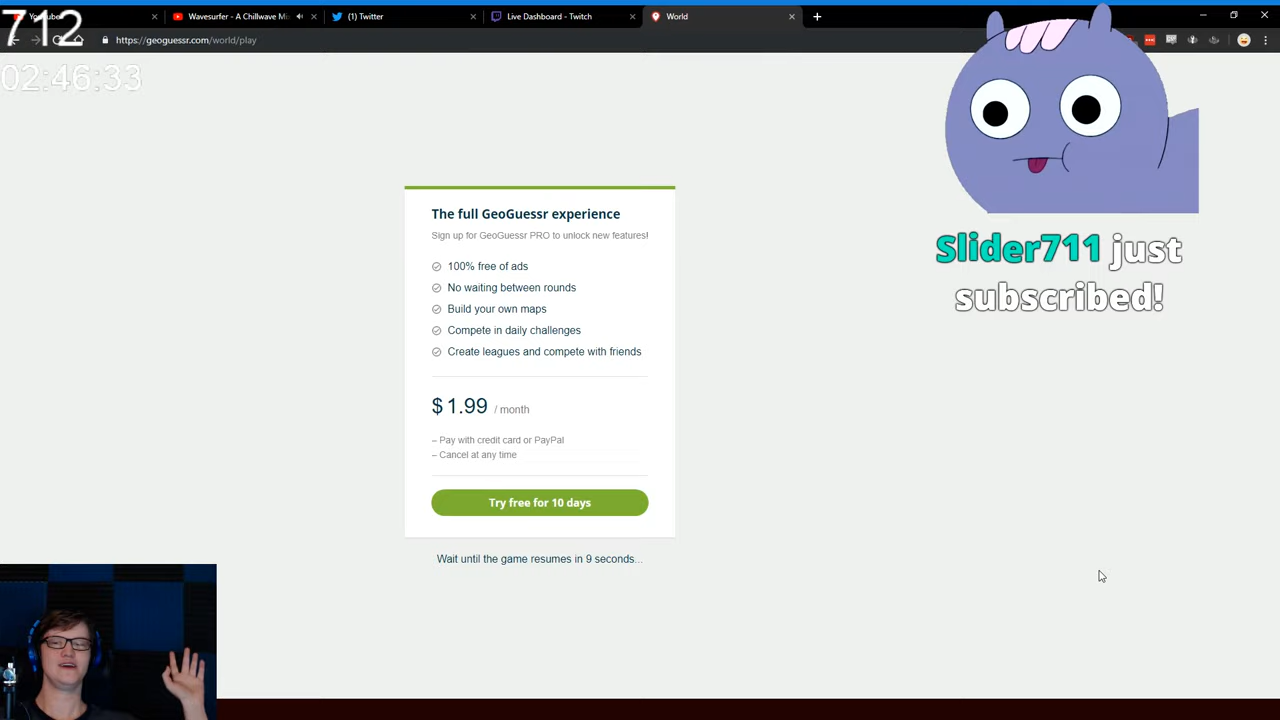 712
Wavesurfer - A Chillwave Mi
(1) Twitter
Live Dashboard - Twitch
World
https://geoguessr.com/world/play
02:46:33
The full GeoGuessr experience
Sign up for GeoGuessr PRO to unlock new features!
100% free of ads
No waiting between rounds
Build your own maps
Compete in daily challenges
Create leagues and compete with friends
$ 1.99 / month
– Pay with credit card or PayPal
– Cancel at any time
Try free for 10 days
Wait until the game resumes in 9 seconds...
Slider711 just
subscribed!